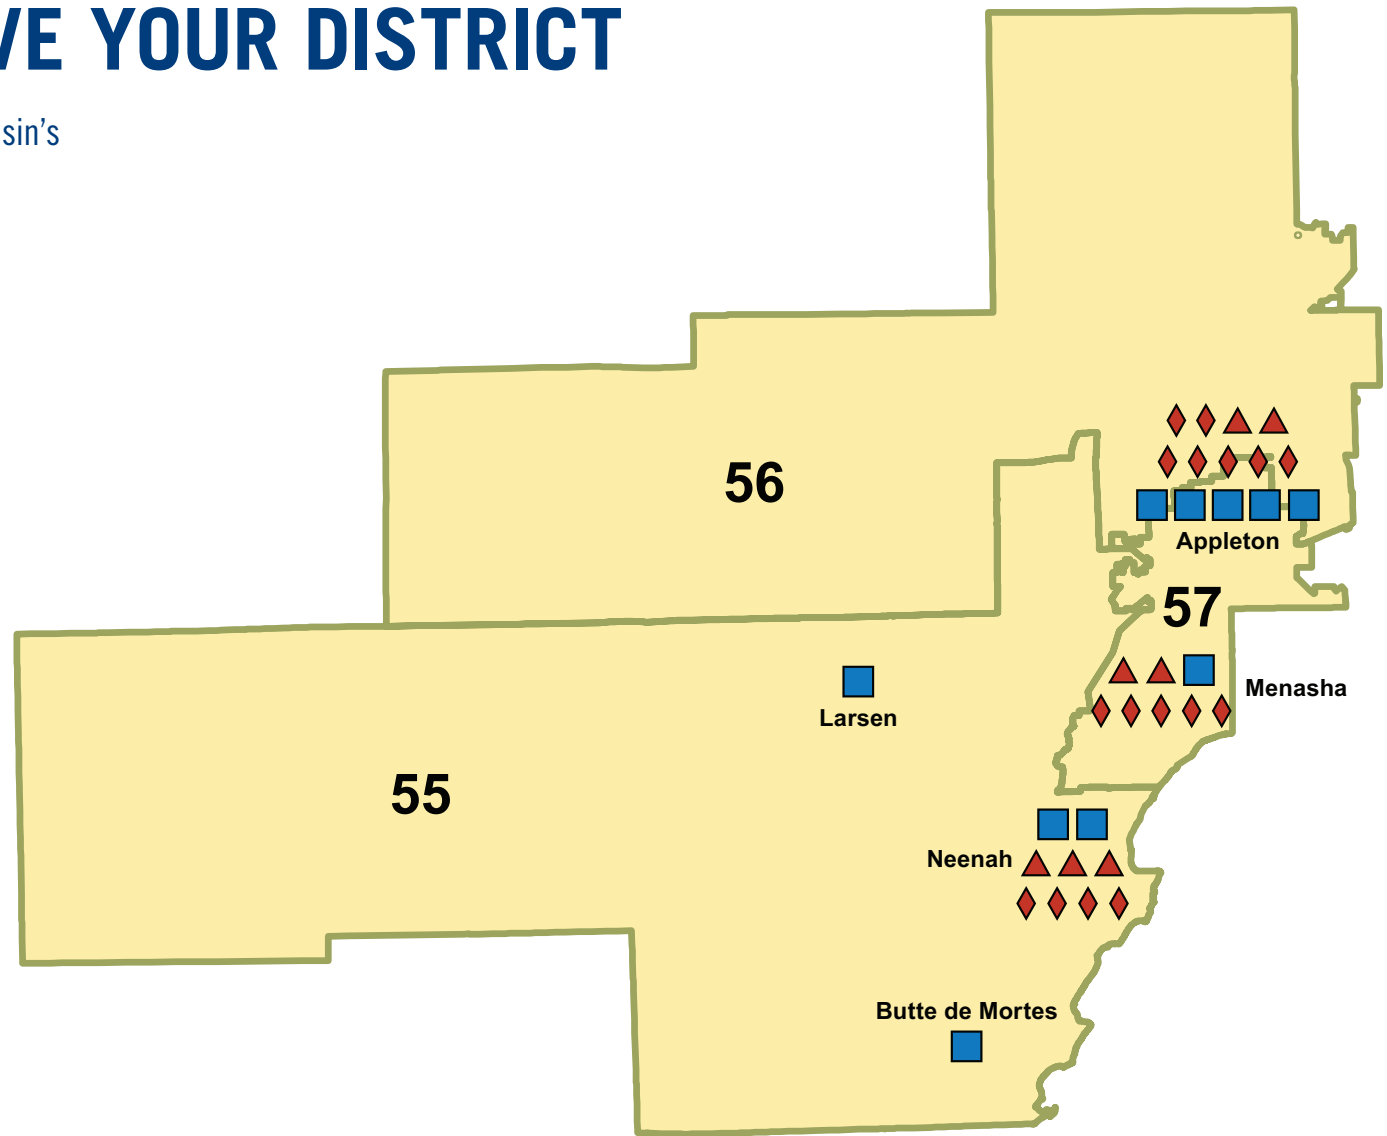 VE YOUR DISTRICT
sin's
56
Appleton
57
Menasha
Larsen
55
Neenah
Butte de Mortes